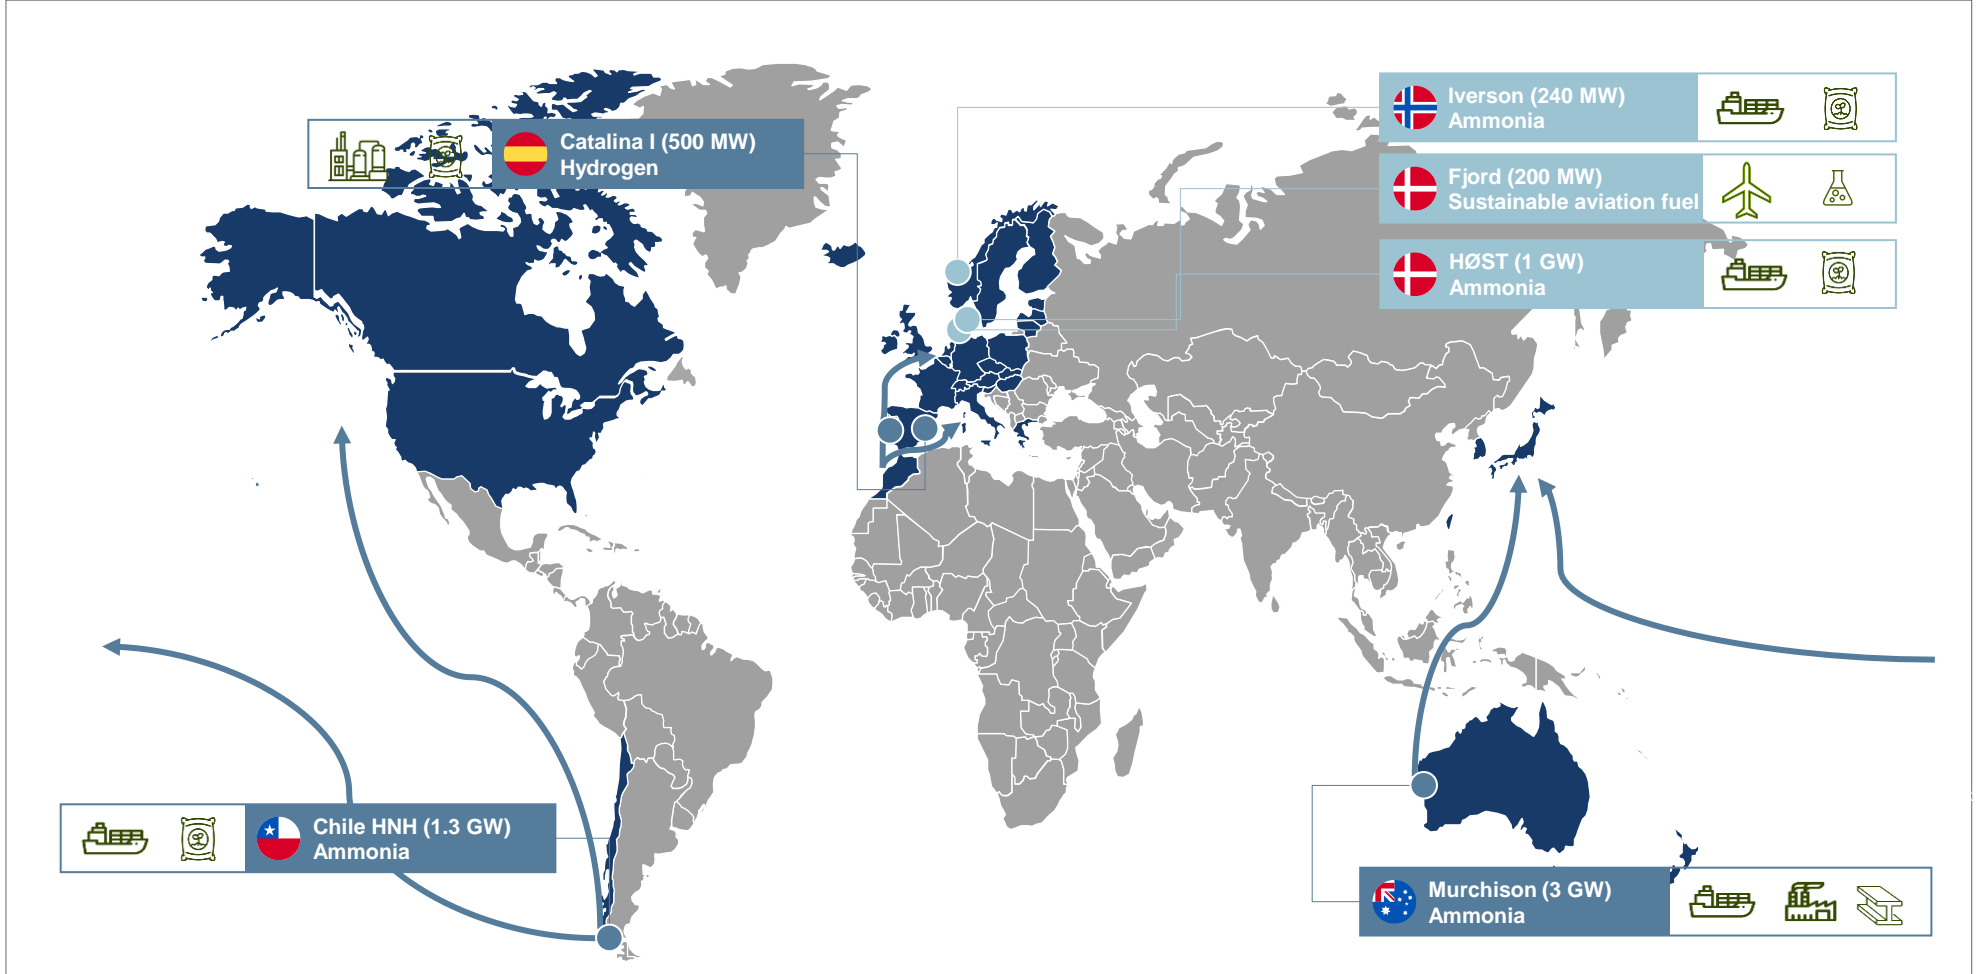 Iverson (240 MW)
Ammonia
Catalina I (500 MW)
Hydrogen
Fjord (200 MW)
Sustainable aviation fuel
HØST (1 GW)
Ammonia
Chile HNH (1.3 GW)
Ammonia
Murchison (3 GW)
Ammonia